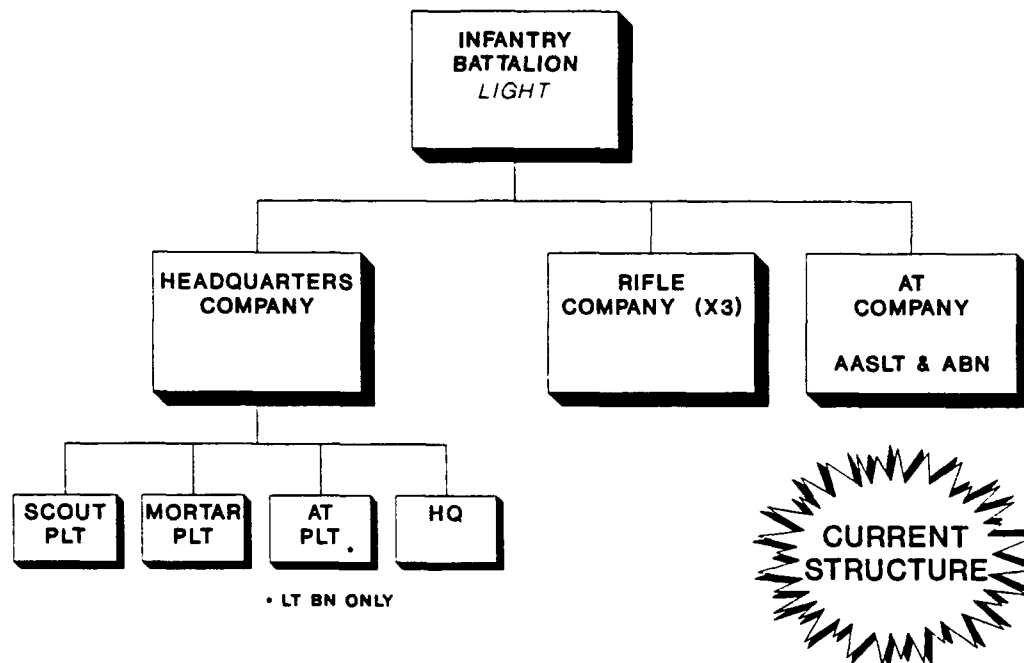 INFANTRY
BATTALION
LIGHT
HEADQUARTERS
COMPANY
RIFLE
COMPANY (X3)
AT
COMPANY
AASLT & ABN
SCOUT
PLT
MORTAR
PLT
AT
PLT •
HQ
• LT BN ONLY
CURRENT
STRUCTURE